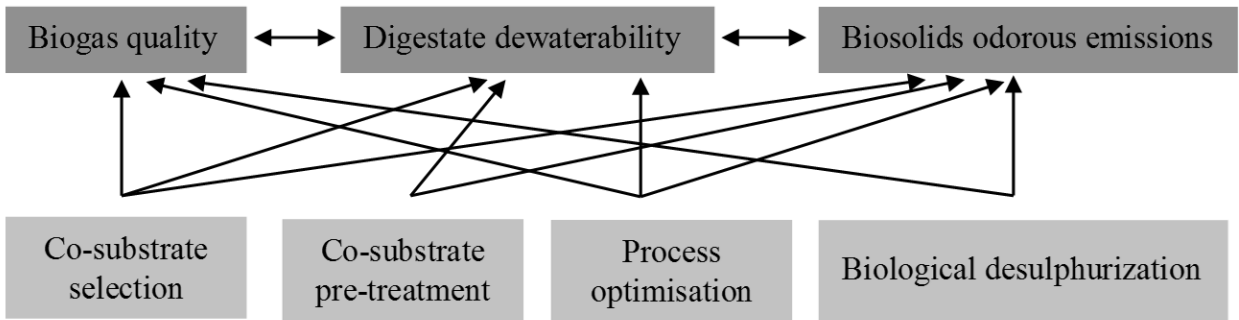 Biogas quality
Digestate dewaterability
Biosolids odorous emissions
Co-substrate
selection
Co-substrate
pre-treatment
Process
optimisation
Biological desulphurization